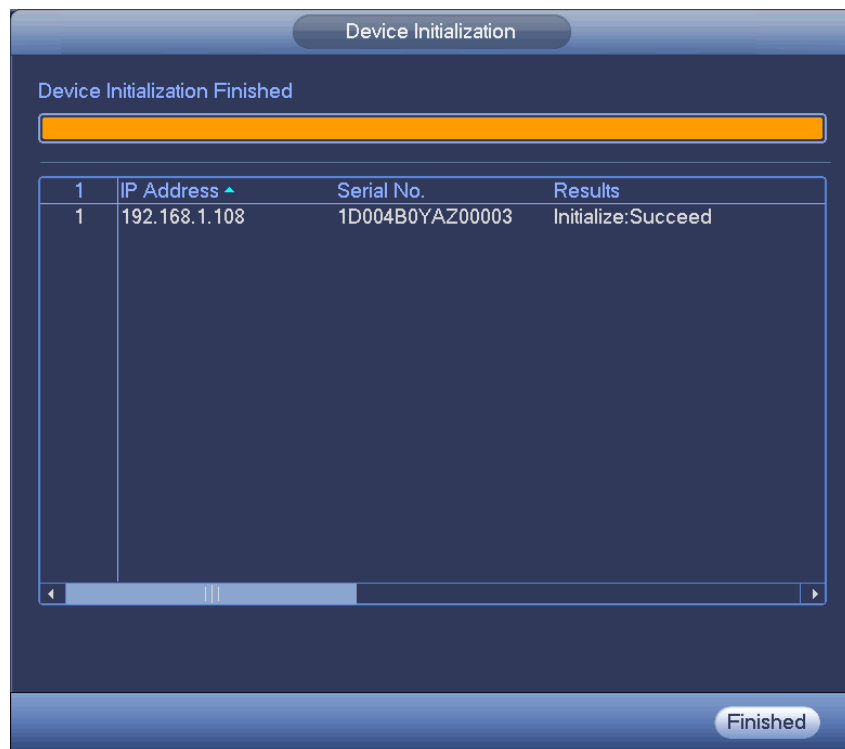 Device Initialization
Device Initialization Finished
1 IP Address Serial No. Results
1 192.168.1.108 1D004B0YAZ00003 Initialize:Succeed
Finished